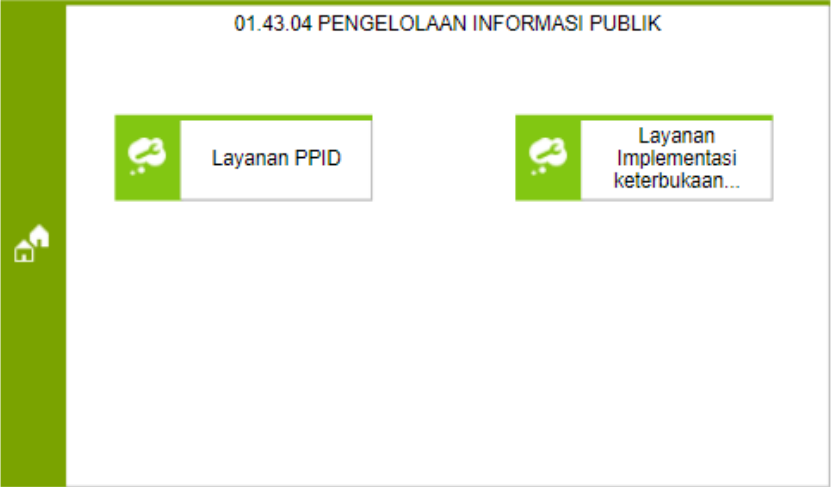 01.43.04 PENGELOLAAN INFORMASI PUBLIK
Layanan PPID
Layanan
Implementasi
keterbukaan...